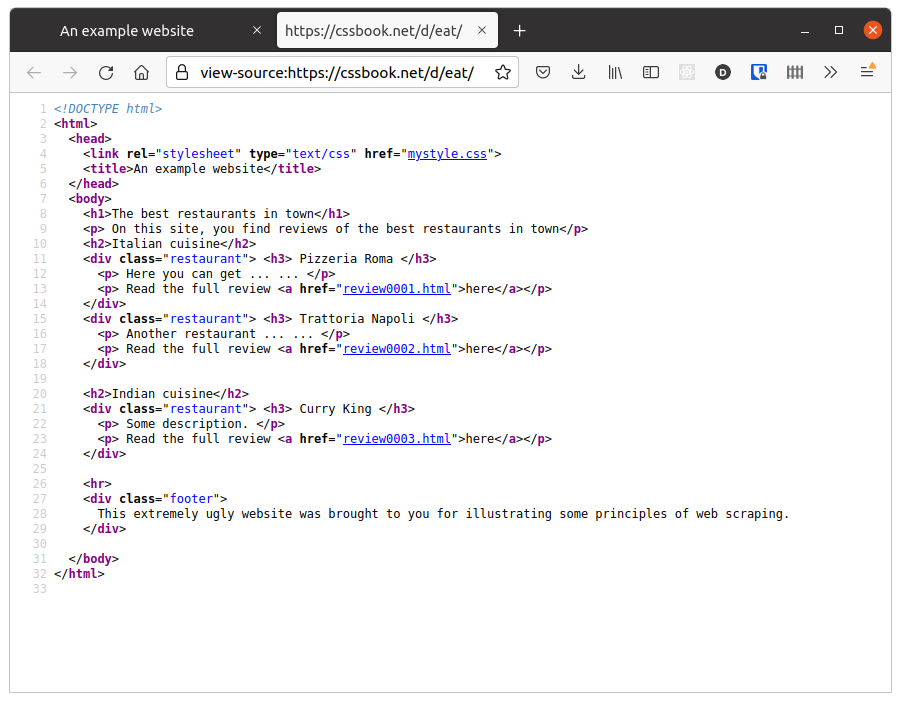 An example website
https://cssbook.net/d/eat/
view-source:https://cssbook.net/d/eat/
D
1 <!DOCTYPE html>
2 <html>
3   <head>
4     <link rel="stylesheet" type="text/css" href="mystyle.css">
5     <title>An example website</title>
6   </head>
7   <body>
8     <h1>The best restaurants in town</h1>
9     <p> On this site, you find reviews of the best restaurants in town</p>
10     <h2>Italian cuisine</h2>
11     <div class="restaurant"> <h3> Pizzeria Roma </h3>
12       <p> Here you can get ... ... </p>
13       <p> Read the full review <a href="review0001.html">here</a></p>
14     </div>
15     <div class="restaurant"> <h3> Trattoria Napoli </h3>
16       <p> Another restaurant ... ... </p>
17       <p> Read the full review <a href="review0002.html">here</a></p>
18     </div>
19
20     <h2>Indian cuisine</h2>
21     <div class="restaurant"> <h3> Curry King </h3>
22       <p> Some description. </p>
23       <p> Read the full review <a href="review0003.html">here</a></p>
24     </div>
25
26     <hr>
27     <div class="footer">
28       This extremely ugly website was brought to you for illustrating some principles of web scraping.
29     </div>
30
31   </body>
32 </html>
33